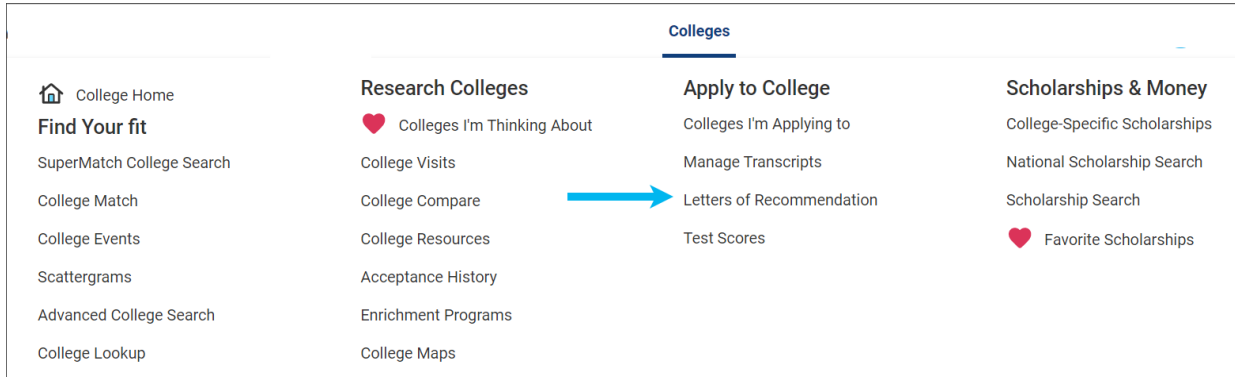 Colleges
College Home
Find Your fit
SuperMatch College Search
College Match
College Events
Scattergrams
Advanced College Search
College Lookup
Research Colleges
Colleges I'm Thinking About
College Visits
College Compare
College Resources
Acceptance History
Enrichment Programs
College Maps
Apply to College
Colleges I'm Applying to
Manage Transcripts
Letters of Recommendation
Test Scores
Scholarships & Money
College-Specific Scholarships
National Scholarship Search
Scholarship Search
Favorite Scholarships